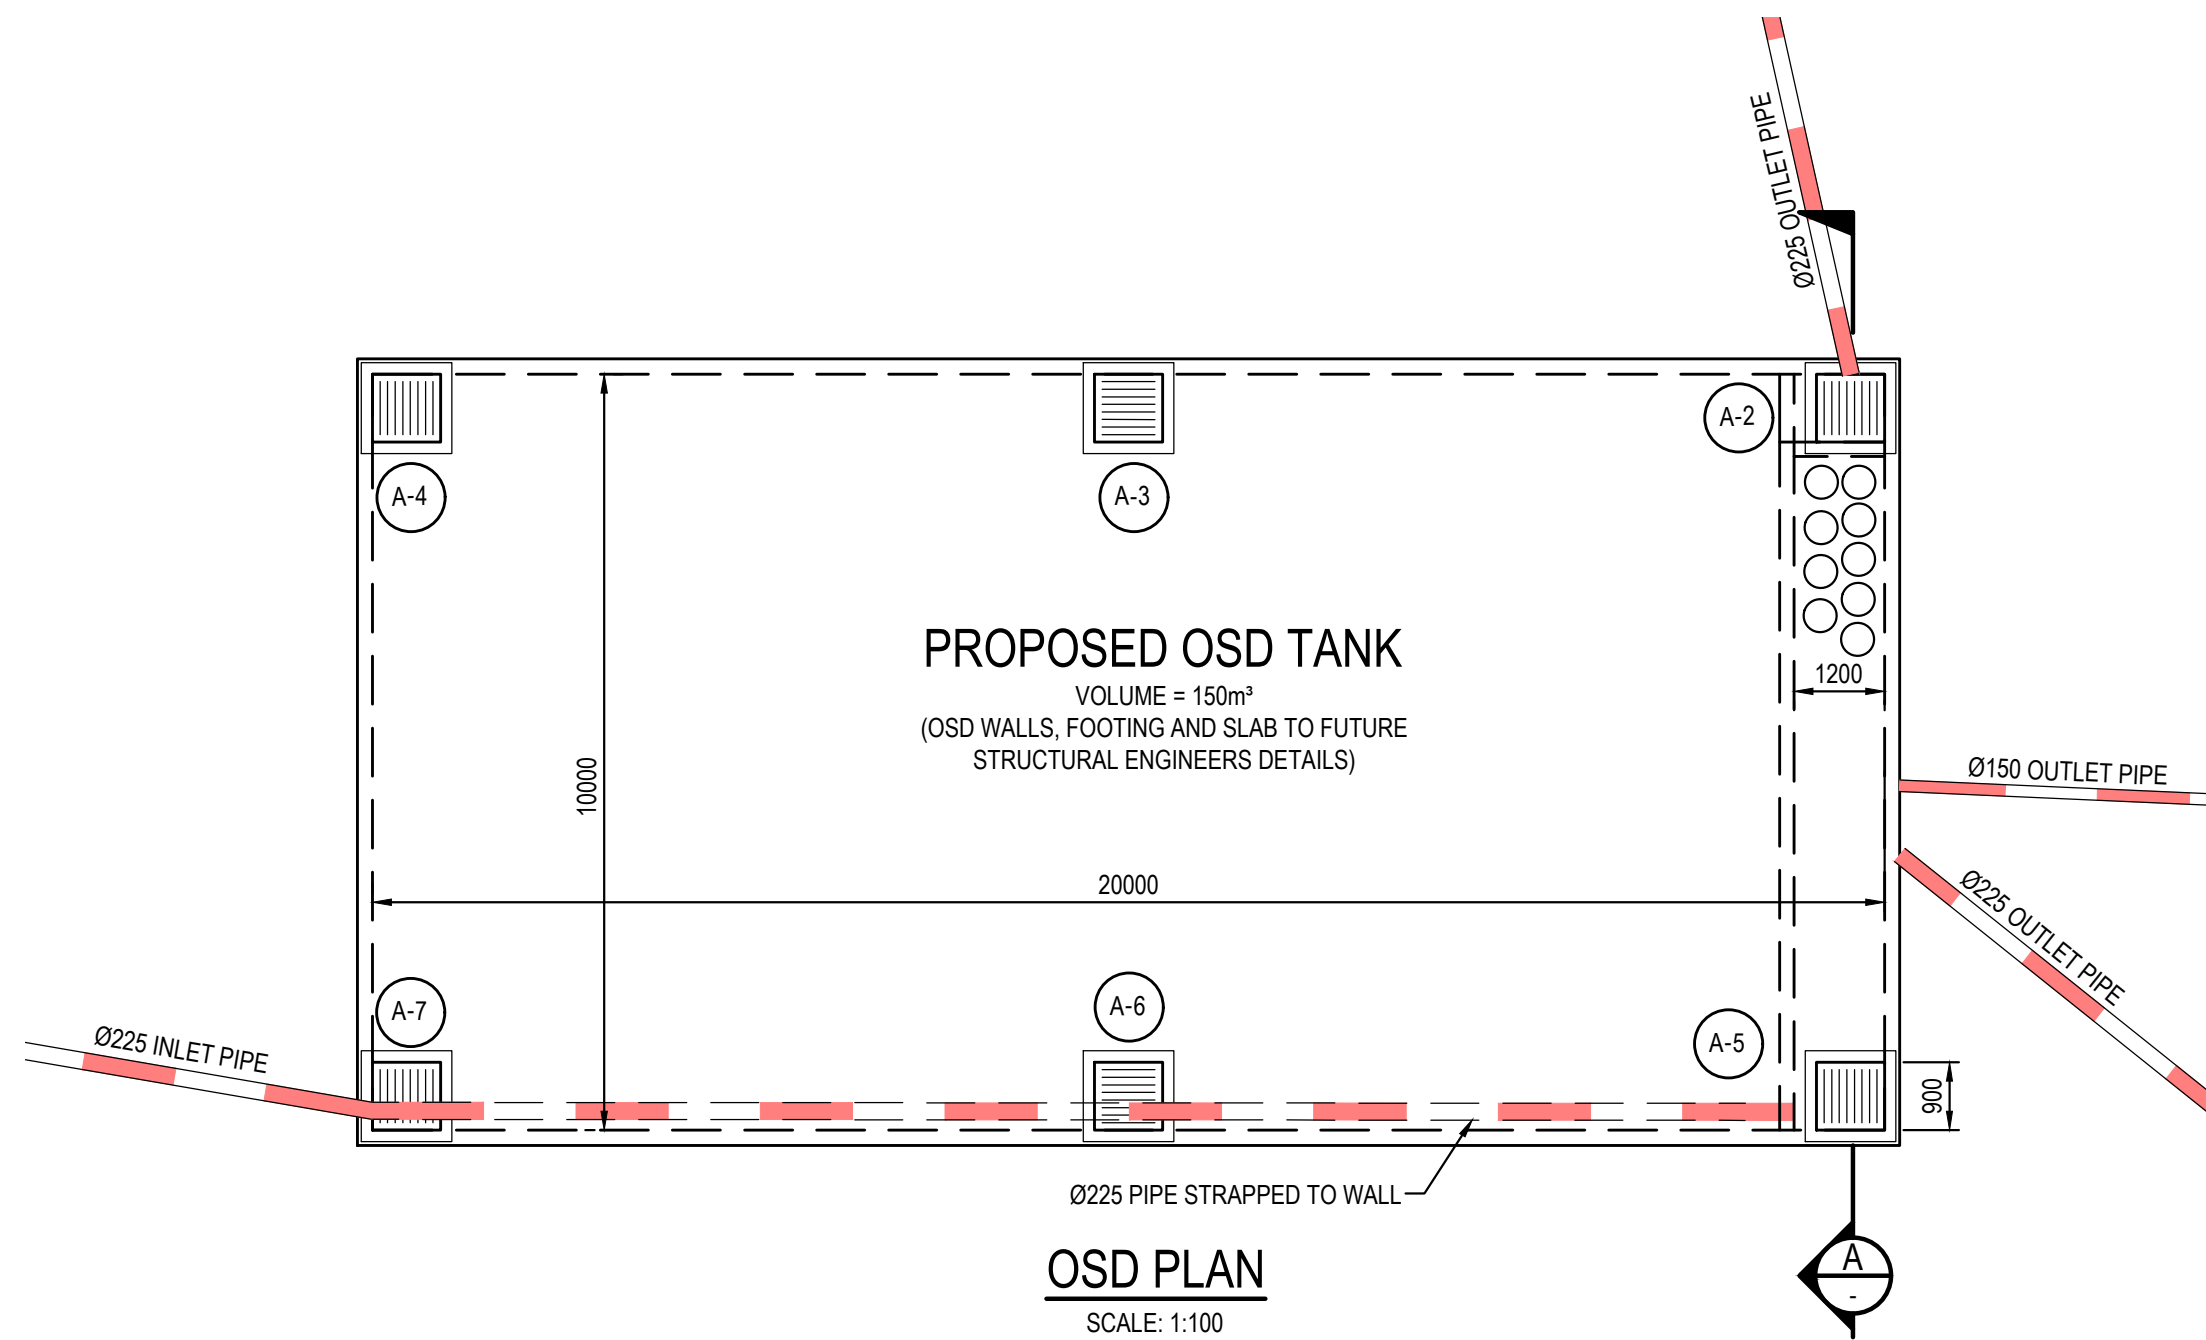 Ø225 OUTLET PIPE
A-2
A-4
A-3
PROPOSED OSD TANK
VOLUME = 150m³
(OSD WALLS, FOOTING AND SLAB TO FUTURE
STRUCTURAL ENGINEERS DETAILS)
1200
10000
Ø150 OUTLET PIPE
20000
Ø225 OUTLET PIPE
A-7
A-6
A-5
Ø225 INLET PIPE
900
Ø225 PIPE STRAPPED TO WALL
OSD PLAN
SCALE: 1:100
A
-